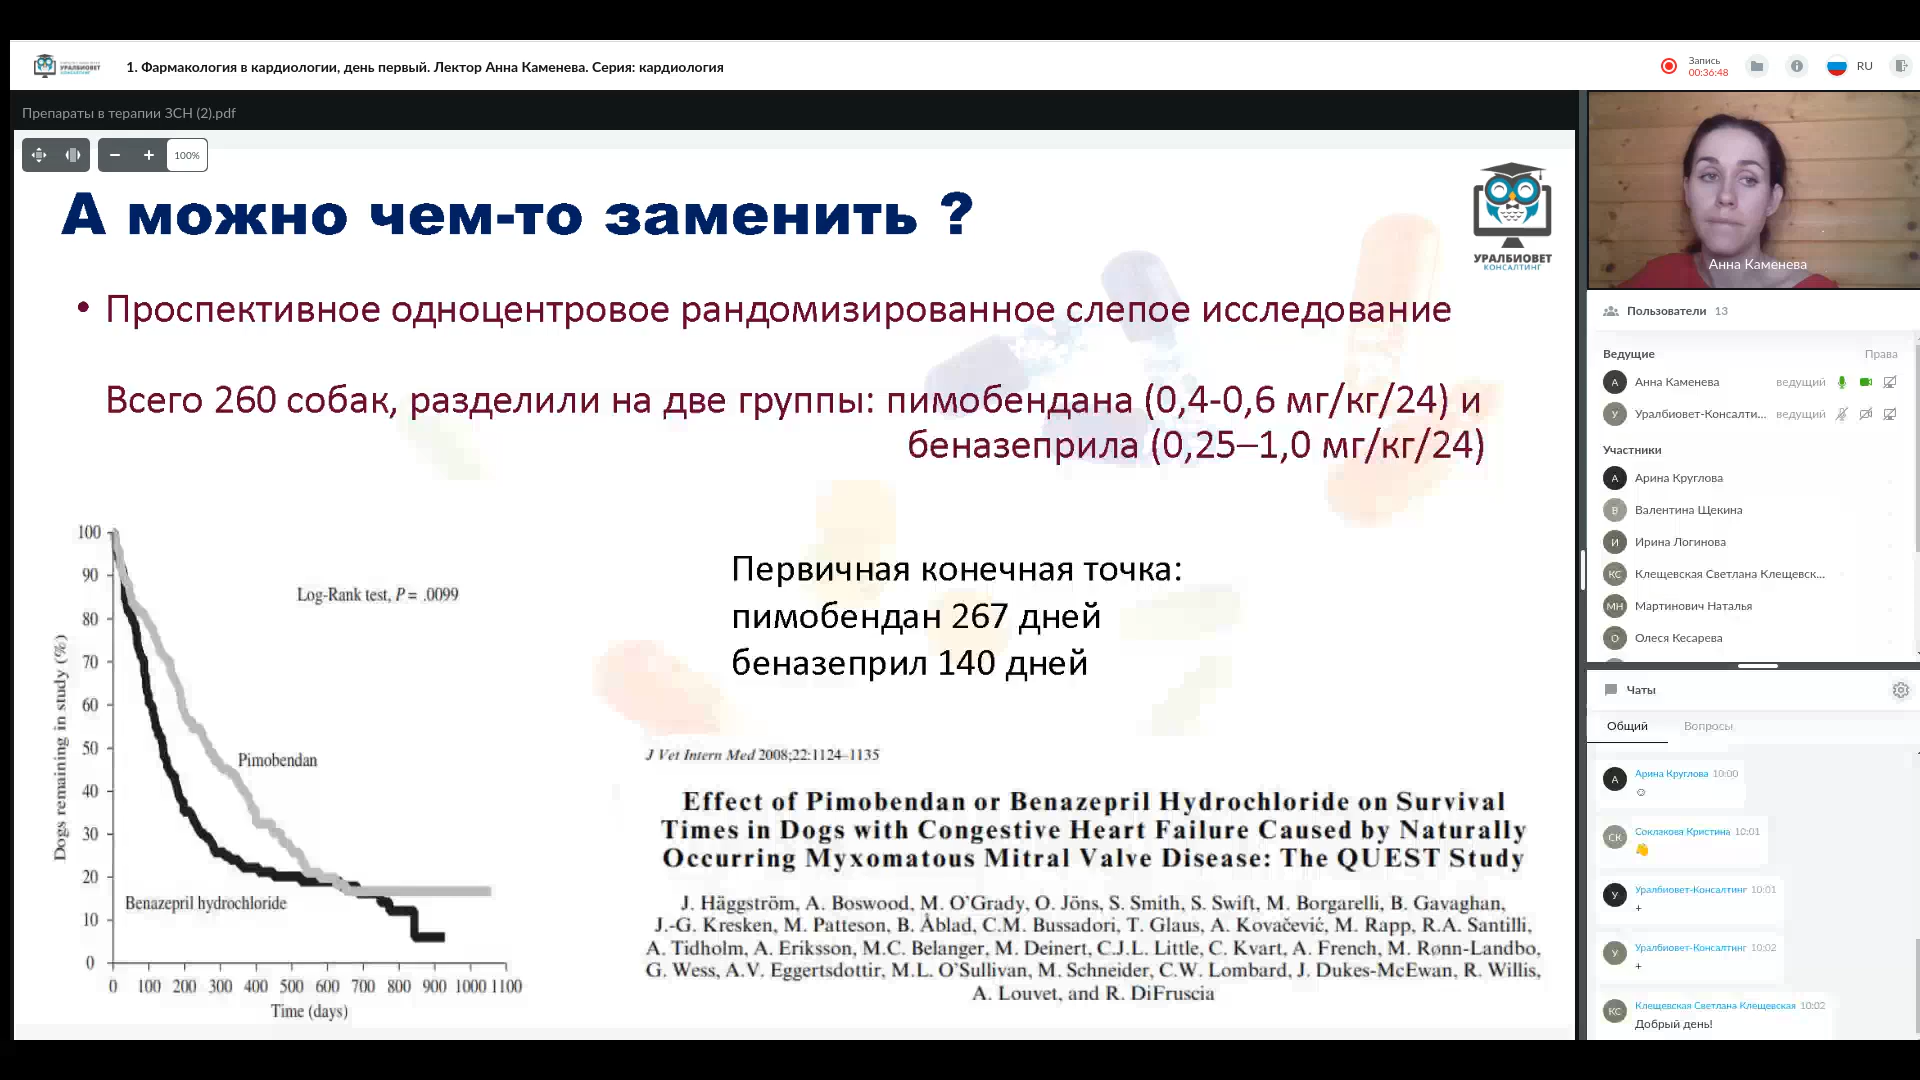 УРАЛБИОВЕТ
КОНСАЛТИНГ
1. Фармакология в кардиологии, день первый. Лектор Анна Каменева. Серия: кардиология
Запись
00:36:48
RU
Препараты в терапии ЗСН (2).pdf
100%
А можно чем-то заменить ?
УРАЛБИОВЕТ
КОНСАЛТИНГ
• Проспективное одноцентровое рандомизированное слепое исследование
Всего 260 собак, разделили на две группы: пимобендана (0,4-0,6 мг/кг/24) и
беназеприла (0,25–1,0 мг/кг/24)
100
90
80
70
60
50
40
30
20
10
0
Dogs remaining in study (%)
Log-Rank test, P = .0099
Pimobendan
Benazepril hydrochloride
0 100 200 300 400 500 600 700 800 900 1000 1100
Time (days)
Первичная конечная точка:
пимобендан 267 дней
беназеприл 140 дней
J Vet Intern Med 2008;22:1124–1135
Effect of Pimobendan or Benazepril Hydrochloride on Survival
Times in Dogs with Congestive Heart Failure Caused by Naturally
Occurring Myxomatous Mitral Valve Disease: The QUEST Study
J. Häggström, A. Boswood, M. O'Grady, O. Jöns, S. Smith, S. Swift, M. Borgarelli, B. Gavaghan,
J.-G. Kresken, M. Patteson, B. Åblad, C.M. Bussadori, T. Glaus, A. Kovačević, M. Rapp, R.A. Santilli,
A. Tidholm, A. Eriksson, M.C. Belanger, M. Deinert, C.J.L. Little, C. Kvart, A. French, M. Rønn-Landbo,
G. Wess, A.V. Eggertsdottir, M.L. O'Sullivan, M. Schneider, C.W. Lombard, J. Dukes-McEwan, R. Willis,
A. Louvet, and R. DiFruscia
Анна Каменева
Пользователи 13
Ведущие Права
А Анна Каменева ведущий
У Уралбиовет-Консалти... ведущий
Участники
А Арина Круглова
В Валентина Щекина
И Ирина Логинова
КС Клещевская Светлана Клещевск...
МН Мартинович Наталья
О Олеся Кесарева
Чаты
Общий Вопросы
А Арина Круглова 10:00
☺
СК Соклакова Кристина 10:01
👏
У Уралбиовет-Консалтинг 10:01
+
У Уралбиовет-Консалтинг 10:02
+
КС Клещевская Светлана Клещевская 10:02
Добрый день!